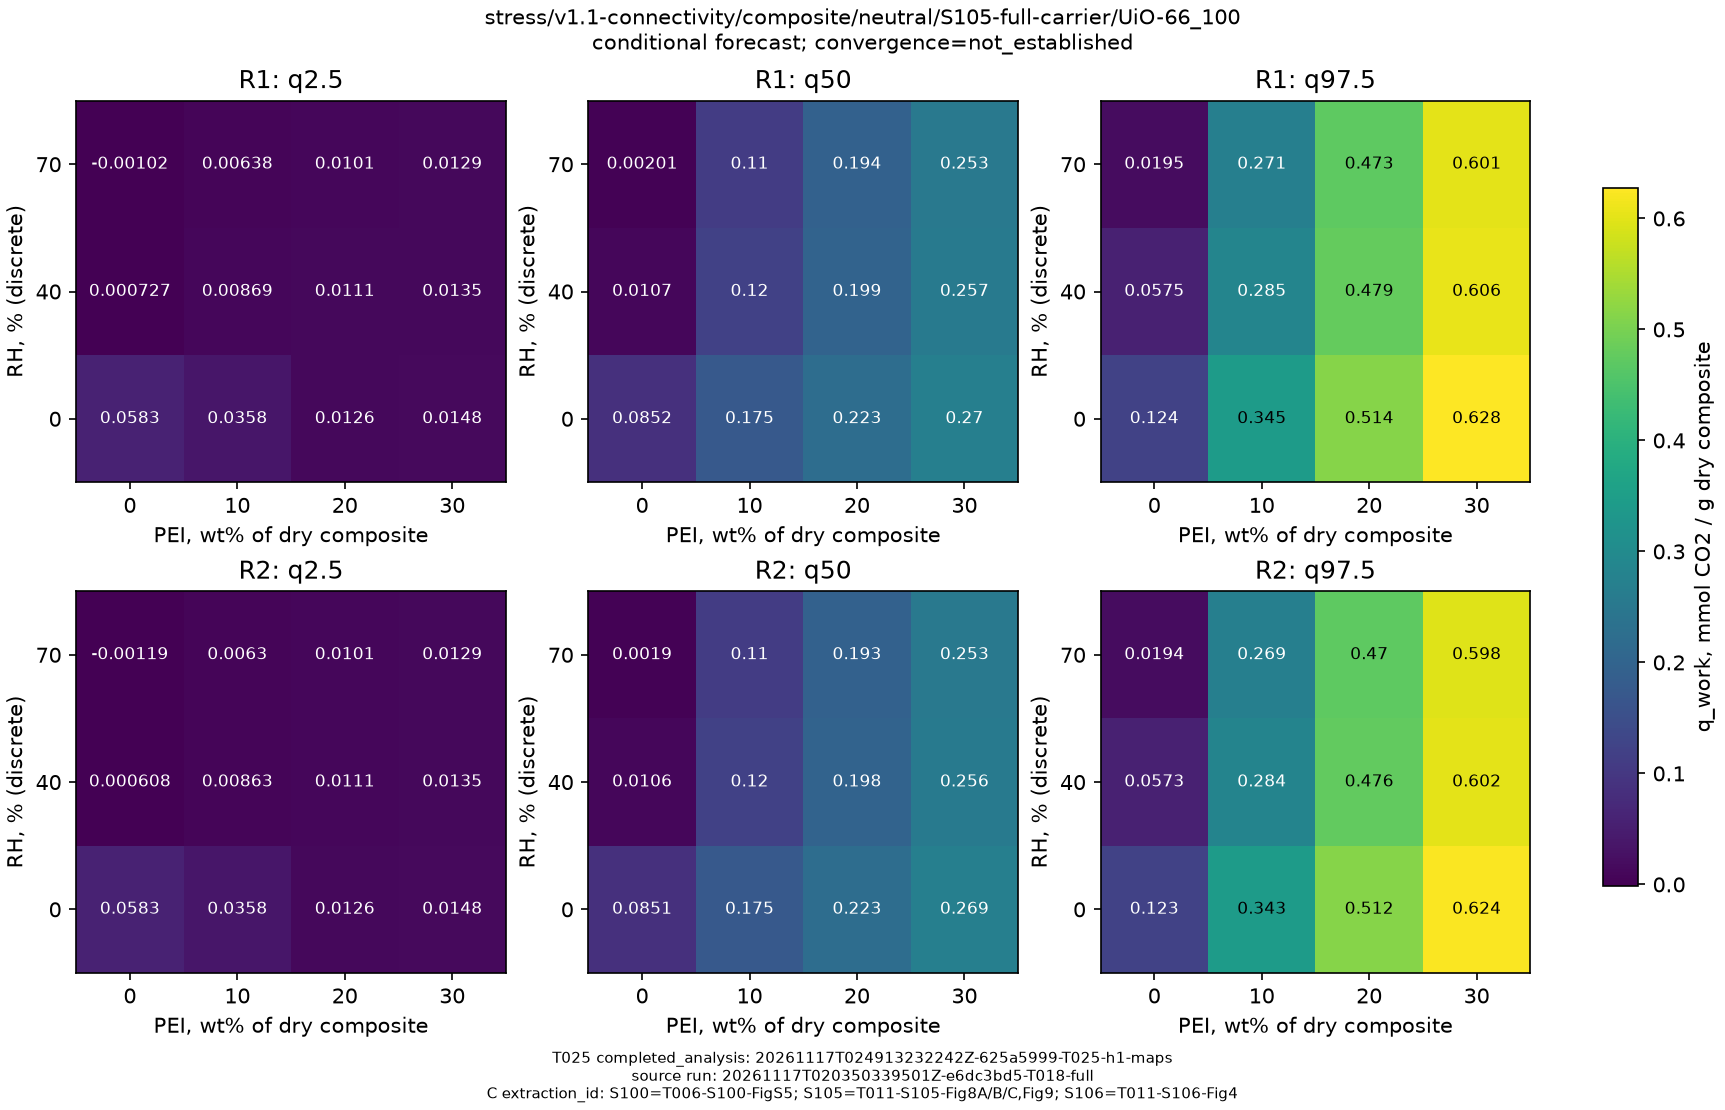 stress/v1.1-connectivity/composite/neutral/S105-full-carrier/UiO-66_100
conditional forecast; convergence=not_established
R1: q2.5
RH, % (discrete)
70
40
0
-0.00102 0.00638 0.0101 0.0129
0.000727 0.00869 0.0111 0.0135
0.0583 0.0358 0.0126 0.0148
0 10 20 30
PEI, wt% of dry composite
R1: q50
RH, % (discrete)
70
40
0
0.00201 0.11 0.194 0.253
0.0107 0.12 0.199 0.257
0.0852 0.175 0.223 0.27
0 10 20 30
PEI, wt% of dry composite
R1: q97.5
RH, % (discrete)
70
40
0
0.0195 0.271 0.473 0.601
0.0575 0.285 0.479 0.606
0.124 0.345 0.514 0.628
0 10 20 30
PEI, wt% of dry composite
R2: q2.5
RH, % (discrete)
70
40
0
-0.00119 0.0063 0.0101 0.0129
0.000608 0.00863 0.0111 0.0135
0.0583 0.0358 0.0126 0.0148
0 10 20 30
PEI, wt% of dry composite
R2: q50
RH, % (discrete)
70
40
0
0.0019 0.11 0.193 0.253
0.0106 0.12 0.198 0.256
0.0851 0.175 0.223 0.269
0 10 20 30
PEI, wt% of dry composite
R2: q97.5
RH, % (discrete)
70
40
0
0.0194 0.269 0.47 0.598
0.0573 0.284 0.476 0.602
0.123 0.343 0.512 0.624
0 10 20 30
PEI, wt% of dry composite
0.6
0.5
0.4
0.3
0.2
0.1
0.0
q_work, mmol CO2 / g dry composite
T025 completed_analysis: 20261117T024913232242Z-625a5999-T025-h1-maps
source run: 20261117T020350339501Z-e6dc3bd5-T018-full
C extraction_id: S100=T006-S100-FigS5; S105=T011-S105-Fig8A/B/C,Fig9; S106=T011-S106-Fig4